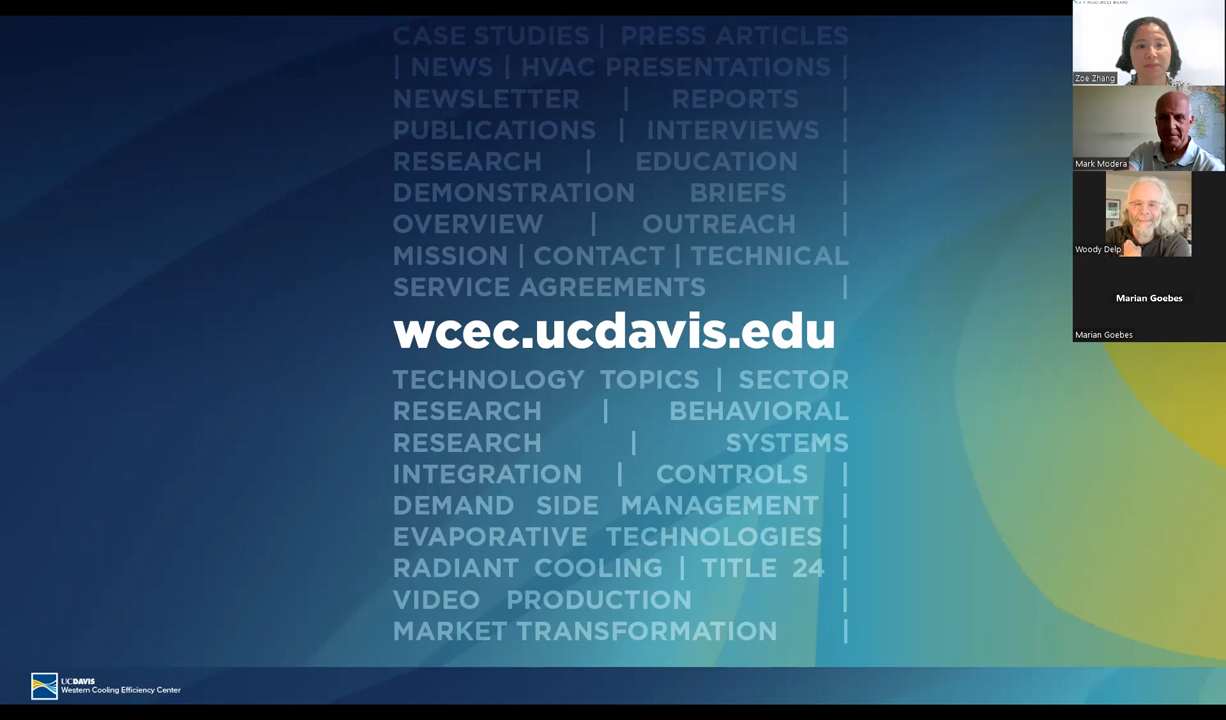 CASE STUDIES | PRESS ARTICLES
| NEWS | HVAC PRESENTATIONS |
NEWSLETTER | REPORTS |
PUBLICATIONS | INTERVIEWS |
RESEARCH | EDUCATION |
DEMONSTRATION BRIEFS
OVERVIEW | OUTREACH |
MISSION | CONTACT | TECHNICAL
SERVICE AGREEMENTS |
wcec.ucdavis.edu
TECHNOLOGY TOPICS | SECTOR
RESEARCH | BEHAVIORAL
RESEARCH | SYSTEMS
INTEGRATION | CONTROLS |
DEMAND SIDE MANAGEMENT |
EVAPORATIVE TECHNOLOGIES |
RADIANT COOLING | TITLE 24 |
VIDEO PRODUCTION |
MARKET TRANSFORMATION |
UCDAVIS
Western Cooling Efficiency Center
Zoe Zhang
Mark Modera
Woody Delp
Marian Goebes
Marian Goebes